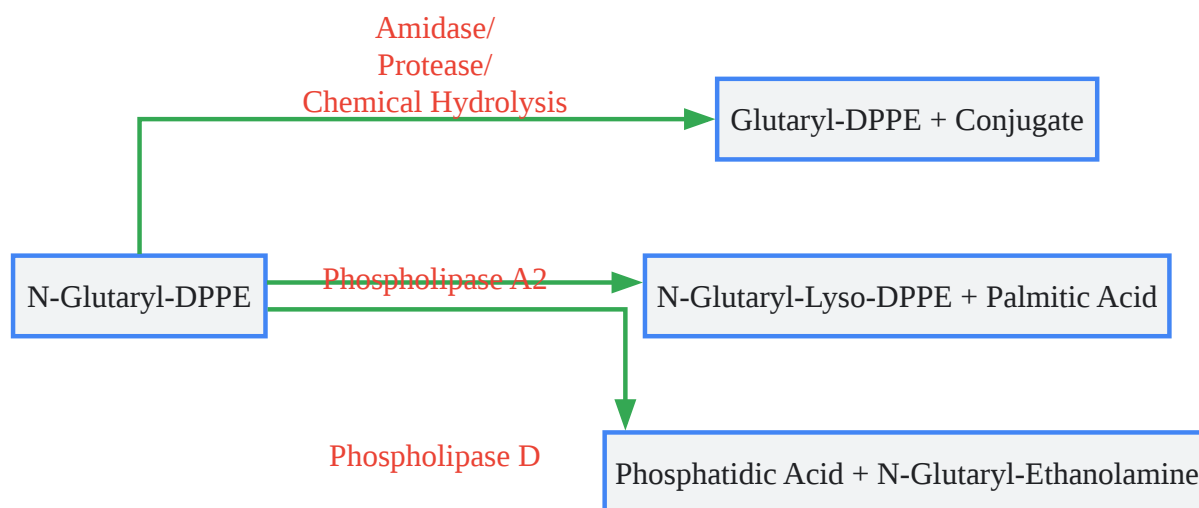 Amidase/
Protease/
Chemical Hydrolysis
Glutaryl-DPPE + Conjugate
N-Glutaryl-DPPE
Phospholipase A2
N-Glutaryl-Lyso-DPPE + Palmitic Acid
Phospholipase D
Phosphatidic Acid + N-Glutaryl-Ethanolamine